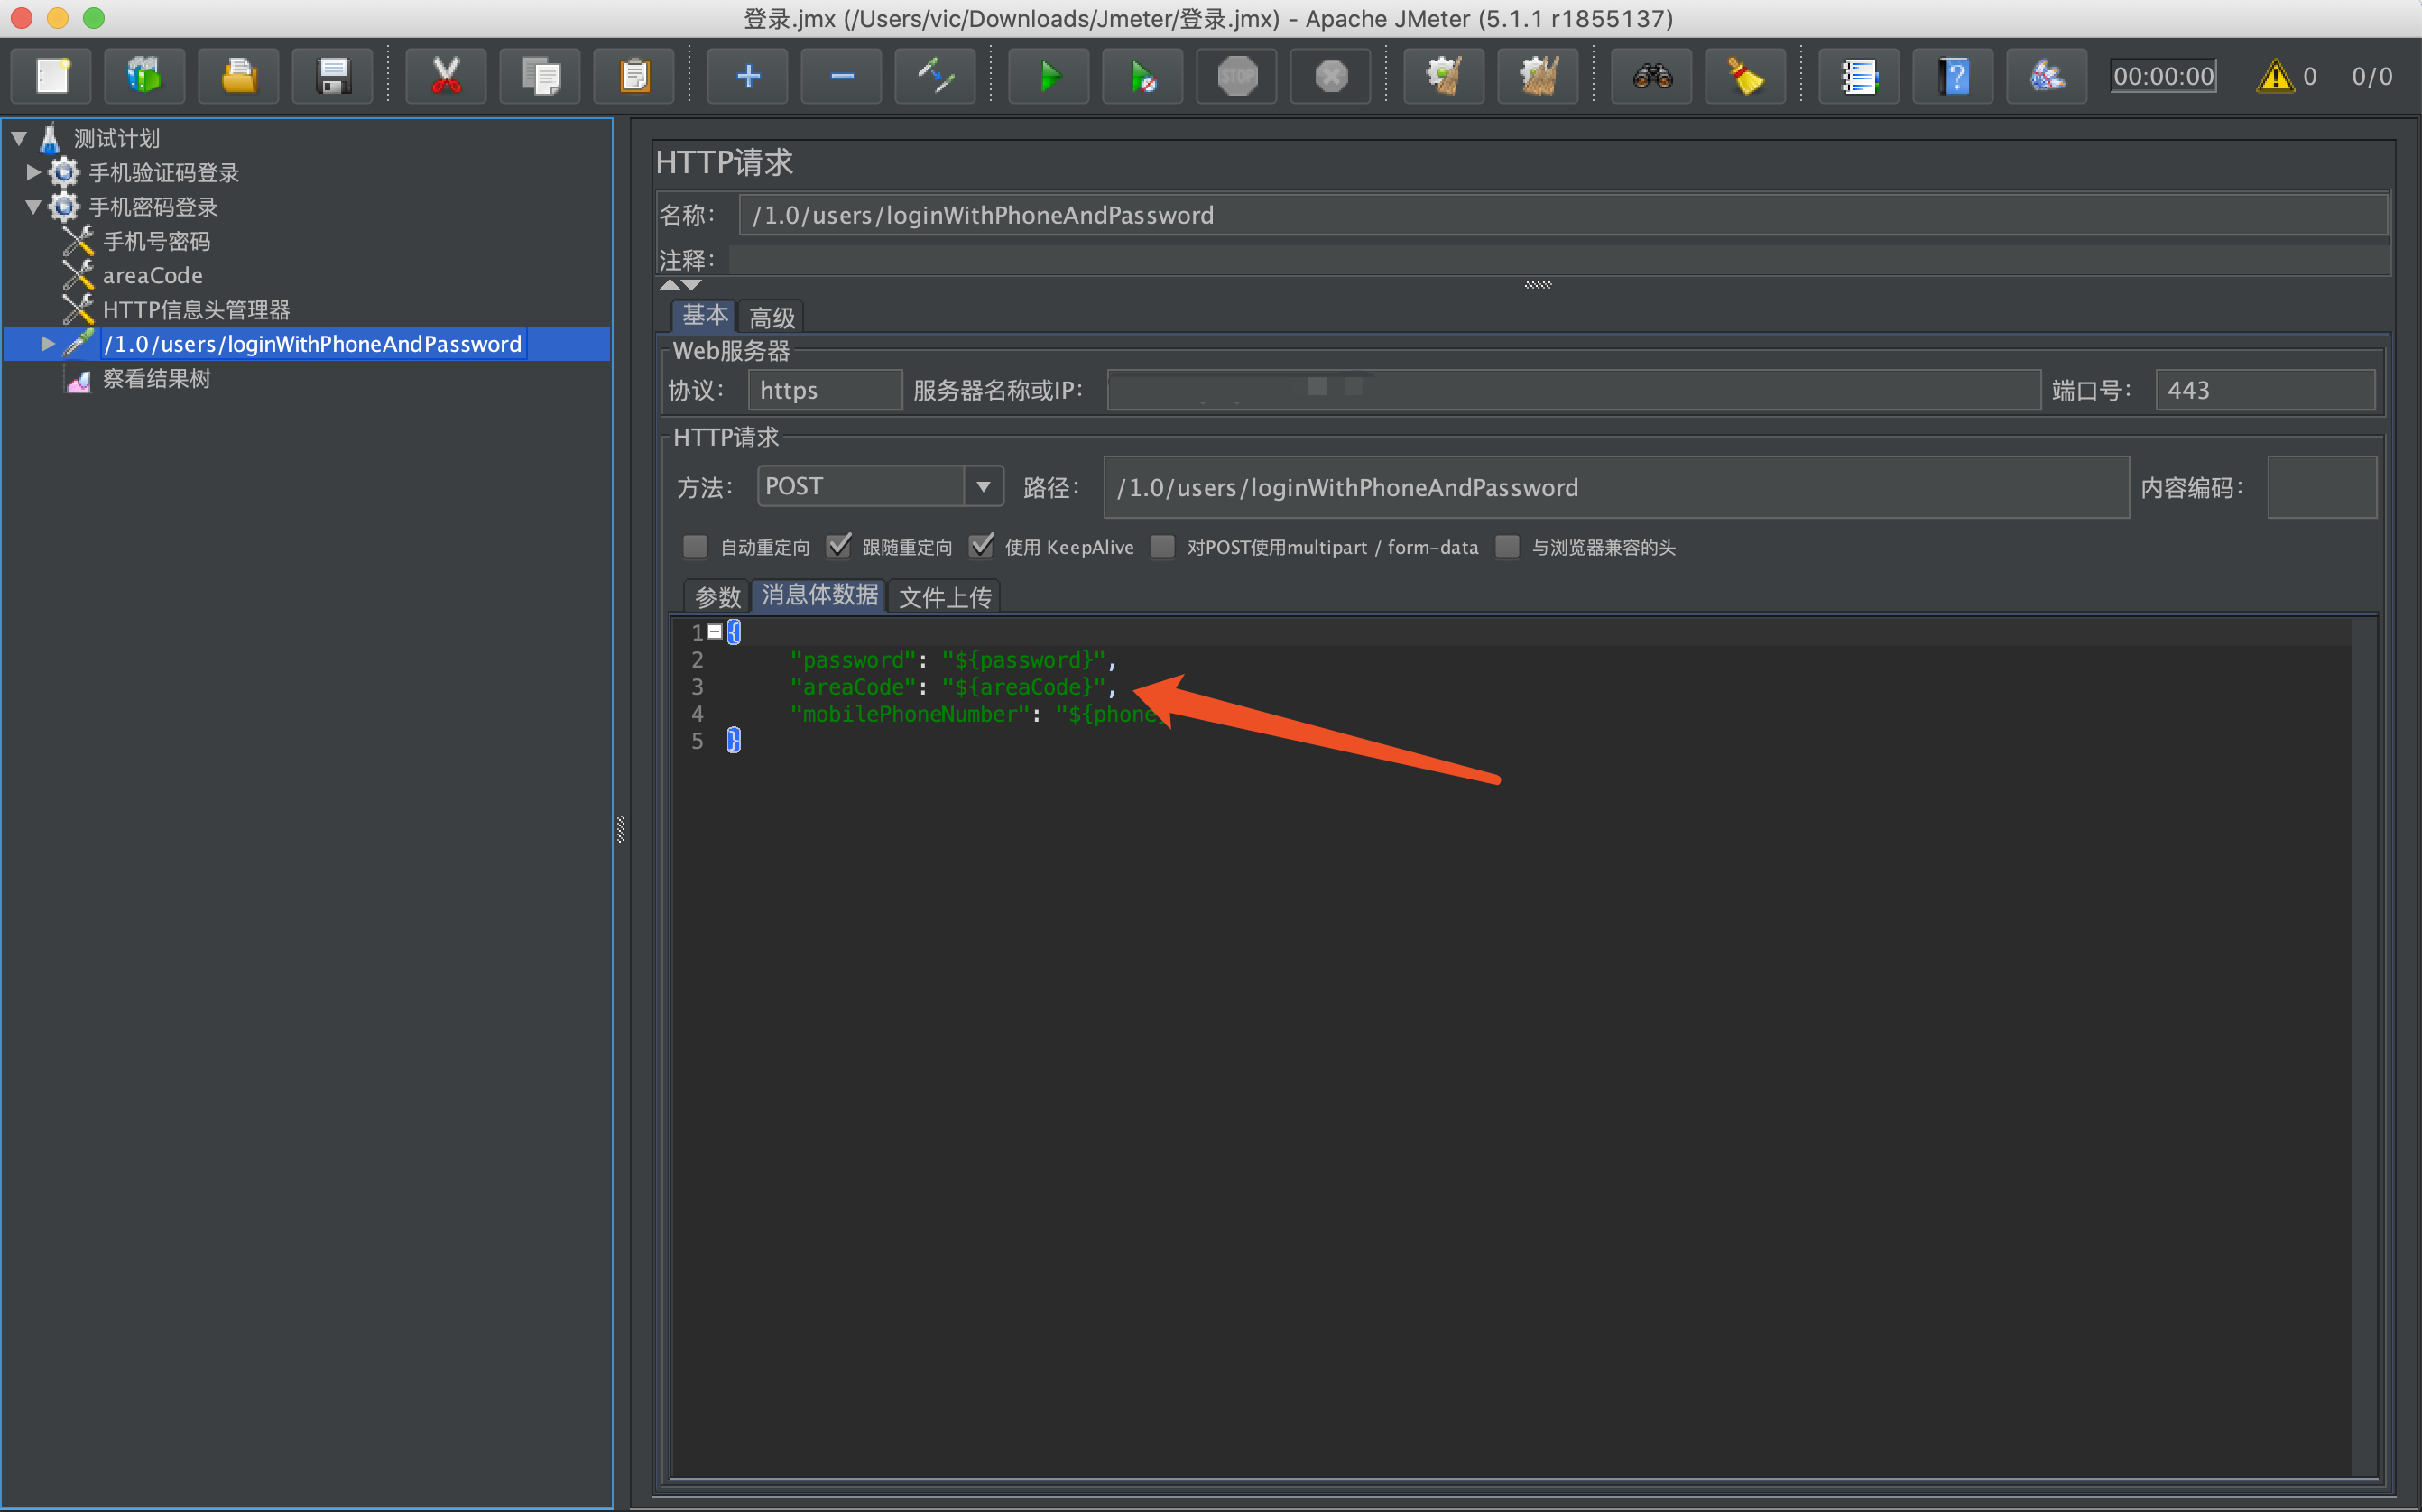 登录.jmx (/Users/vic/Downloads/Jmeter/登录.jmx) - Apache JMeter (5.1.1 r1855137)
STOP
00:00:00
0
0/0
测试计划
手机验证码登录
手机密码登录
手机号密码
areaCode
HTTP信息头管理器
/1.0/users/loginWithPhoneAndPassword
察看结果树
HTTP请求
名称： /1.0/users/loginWithPhoneAndPassword
注释：
基本 高级
Web服务器
协议： https 服务器名称或IP： 端口号： 443
HTTP请求
方法： POST 路径： /1.0/users/loginWithPhoneAndPassword 内容编码：
自动重定向 跟随重定向 使用 KeepAlive 对POST使用multipart / form-data 与浏览器兼容的头
参数 消息体数据 文件上传
1 {
2 "password": "${password}",
3 "areaCode": "${areaCode}",
4 "mobilePhoneNumber": "${phone
5 }